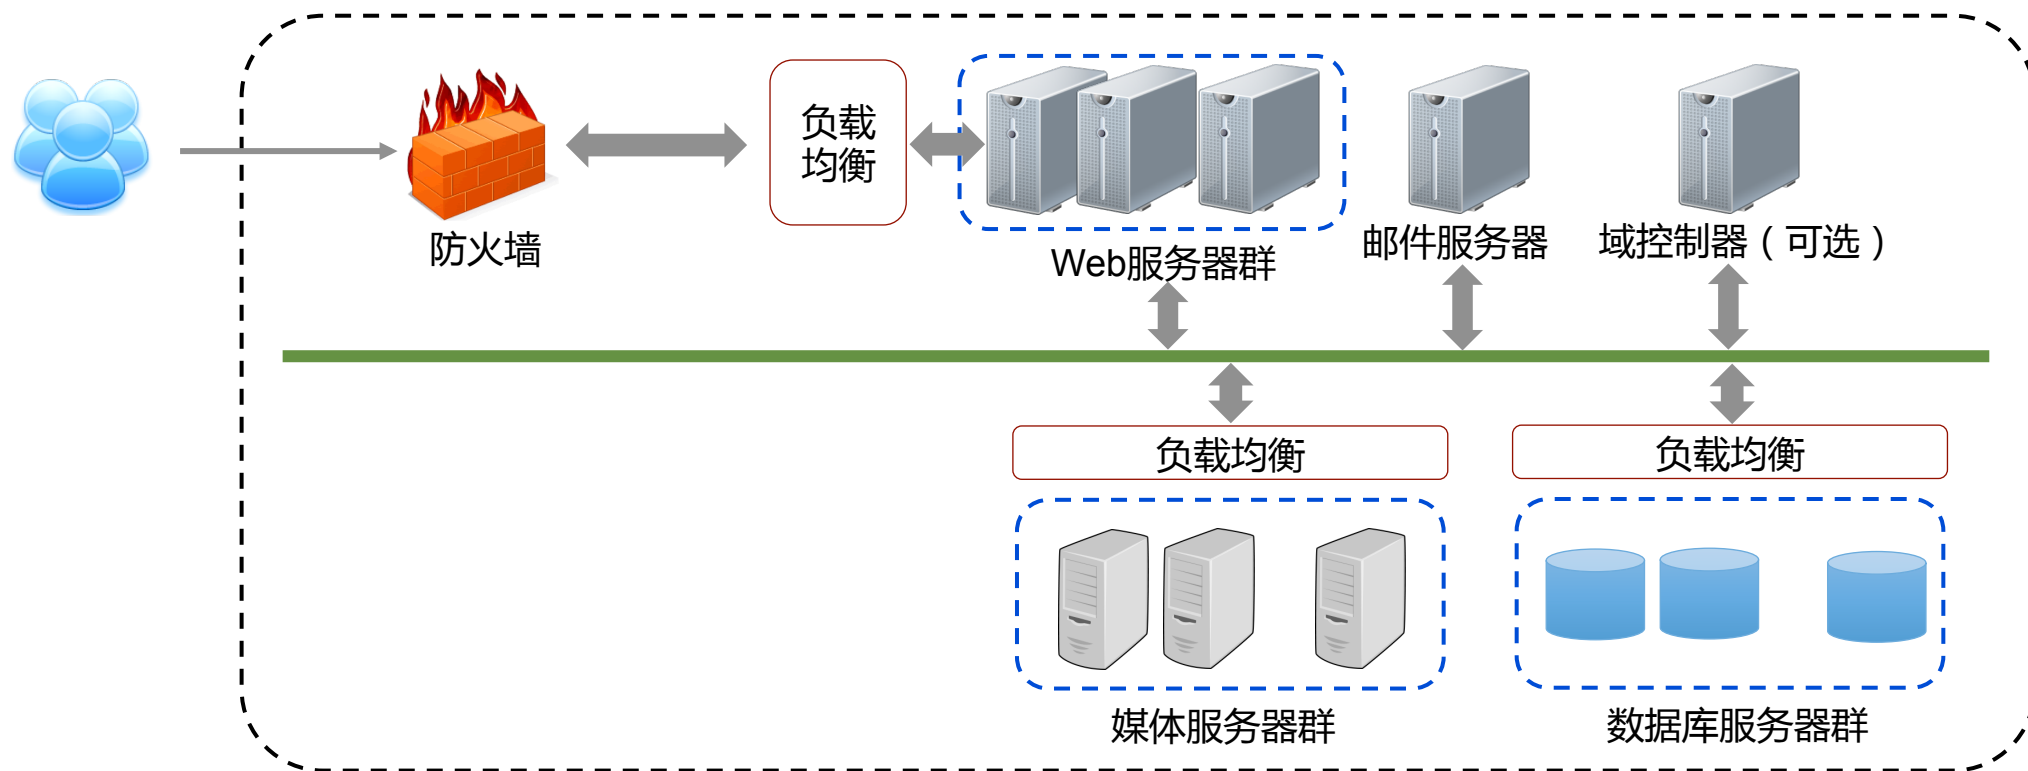 负载
均衡
防火墙
Web服务器群
邮件服务器
域控制器（可选）
负载均衡
负载均衡
媒体服务器群
数据库服务器群